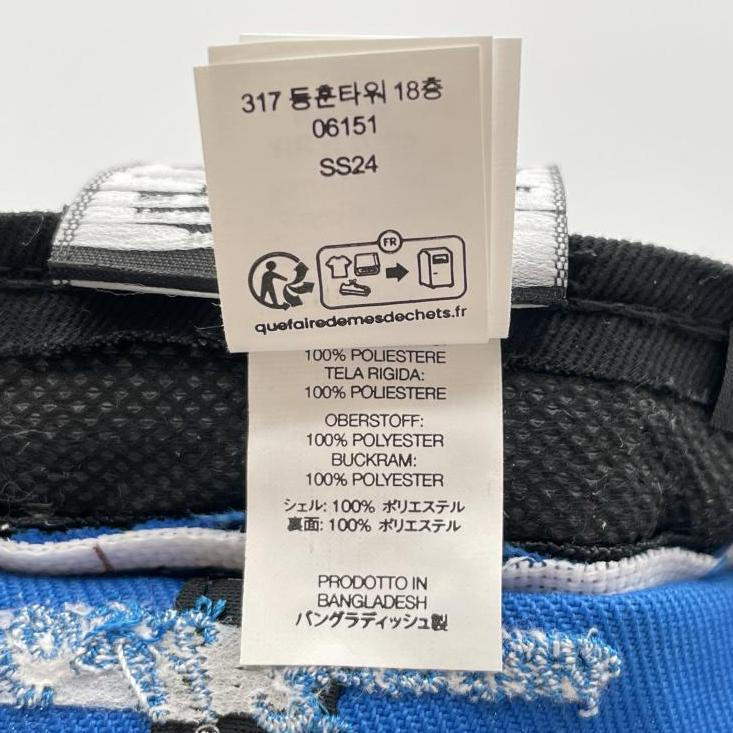 317 등훈타워 18층
06151
SS24
FR
quefairedemesdechets.fr
100% POLIESTERE
TELA RIGIDA:
100% POLIESTERE
OBERSTOFF:
100% POLYESTER
BUCKRAM:
100% POLYESTER
シェル: 100% ポリエステル
裏面: 100% ポリエステル
PRODOTTO IN
BANGLADESH
バングラディッシュ製